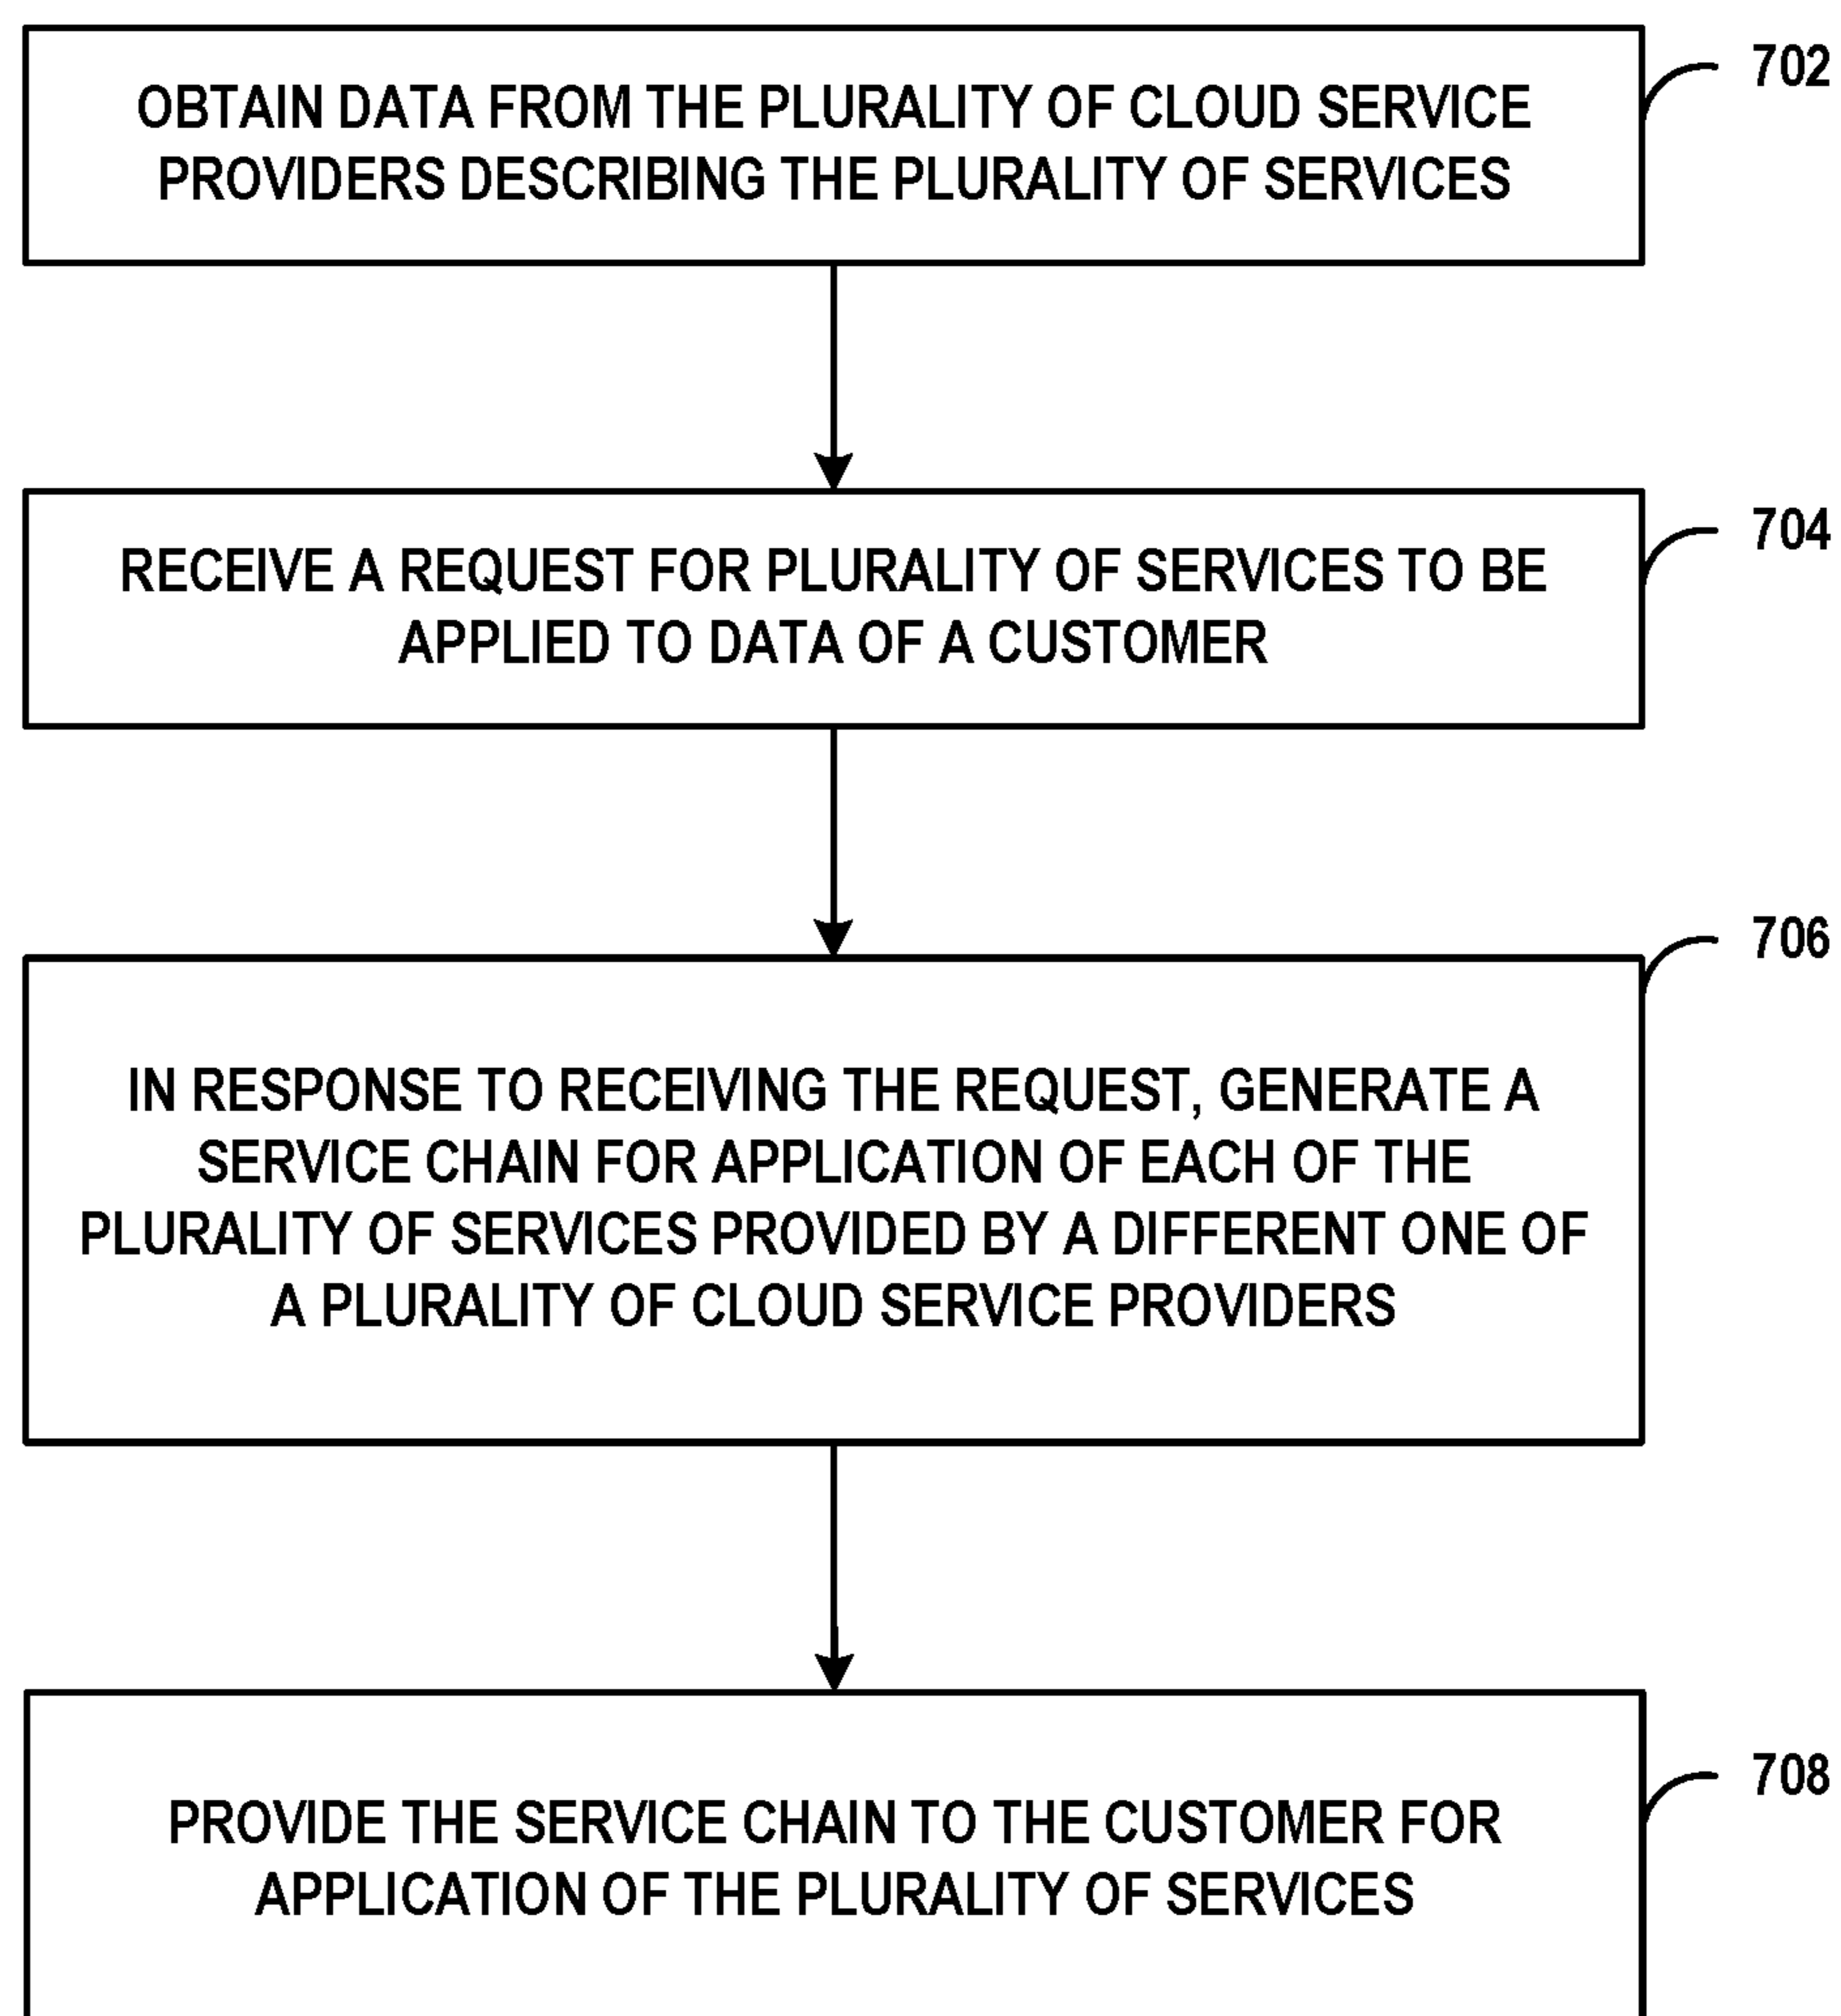 702
OBTAIN DATA FROM THE PLURALITY OF CLOUD SERVICE
PROVIDERS DESCRIBING THE PLURALITY OF SERVICES
704
RECEIVE A REQUEST FOR PLURALITY OF SERVICES TO BE
APPLIED TO DATA OF A CUSTOMER
706
IN RESPONSE TO RECEIVING THE REQUEST, GENERATE A
SERVICE CHAIN FOR APPLICATION OF EACH OF THE
PLURALITY OF SERVICES PROVIDED BY A DIFFERENT ONE OF
A PLURALITY OF CLOUD SERVICE PROVIDERS
708
PROVIDE THE SERVICE CHAIN TO THE CUSTOMER FOR
APPLICATION OF THE PLURALITY OF SERVICES